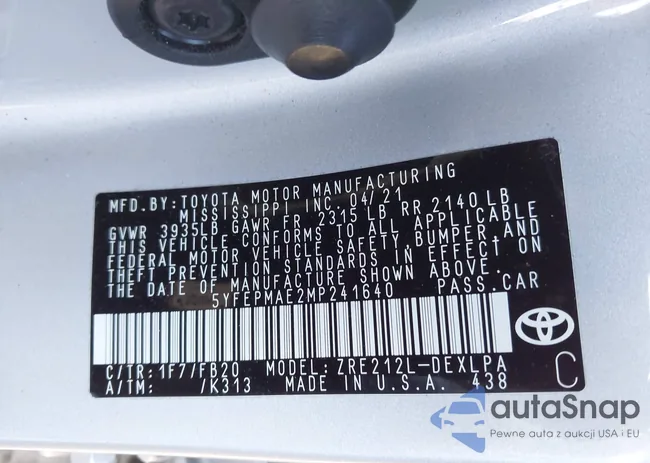 MFD.BY:TOYOTA MOTOR MANUFACTURING
MISSISSIPPI INC. 04/21
GVWR 3935LB GAWR FR 2315 LB RR 2140 LB
THIS VEHICLE CONFORMS TO ALL APPLICABLE
FEDERAL MOTOR VEHICLE SAFETY,BUMPER AND
THEFT PREVENTION STANDARDS IN EFFECT ON
THE DATE OF MANUFACTURE SHOWN ABOVE.
5YFEPMAE2MP241640 PASS.CAR
C/TR:1F7/FB20 MODEL: ZRE212L-DEXLPA
A/TM: /K313 MADE IN U.S.A. 438
C
autaSnap
Pewne auta z aukcji USA i EU